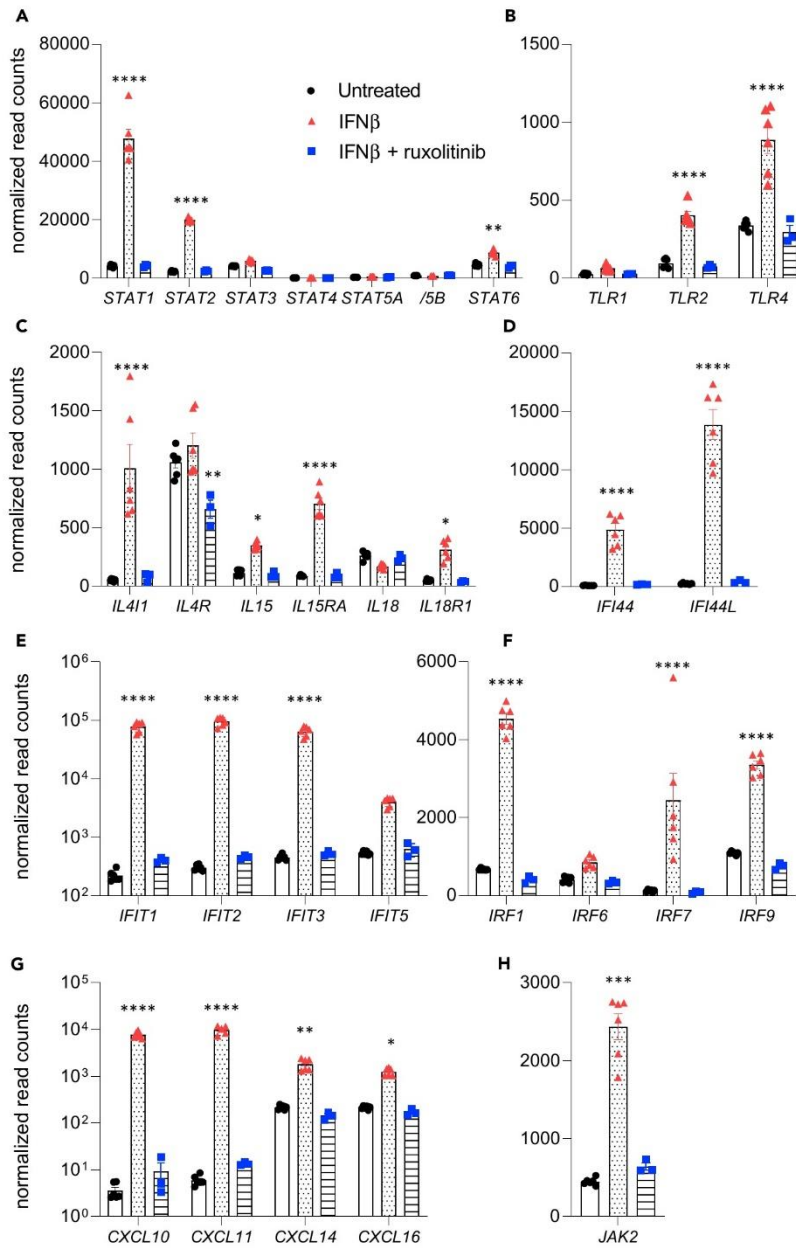 A
normalized read counts
80000
60000
40000
20000
0
****
****
**
Untreated
IFNβ
IFNβ + ruxolitinib
STAT1 STAT2 STAT3 STAT4 STAT5A /5B STAT6
B
1500
1000
500
0
****
****
TLR1 TLR2 TLR4
C
normalized read counts
2000
1500
1000
500
0
****
**
*
****
*
IL4I1 IL4R IL15 IL15RA IL18 IL18R1
D
20000
15000
10000
5000
0
****
****
IFI44 IFI44L
E
normalized read counts
10⁶
10⁵
10⁴
10³
10²
****
****
****
IFIT1 IFIT2 IFIT3 IFIT5
F
6000
4000
2000
0
****
****
****
IRF1 IRF6 IRF7 IRF9
G
normalized read counts
10⁵
10⁴
10³
10²
10¹
10⁰
****
****
**
*
CXCL10 CXCL11 CXCL14 CXCL16
H
3000
2000
1000
0
***
JAK2